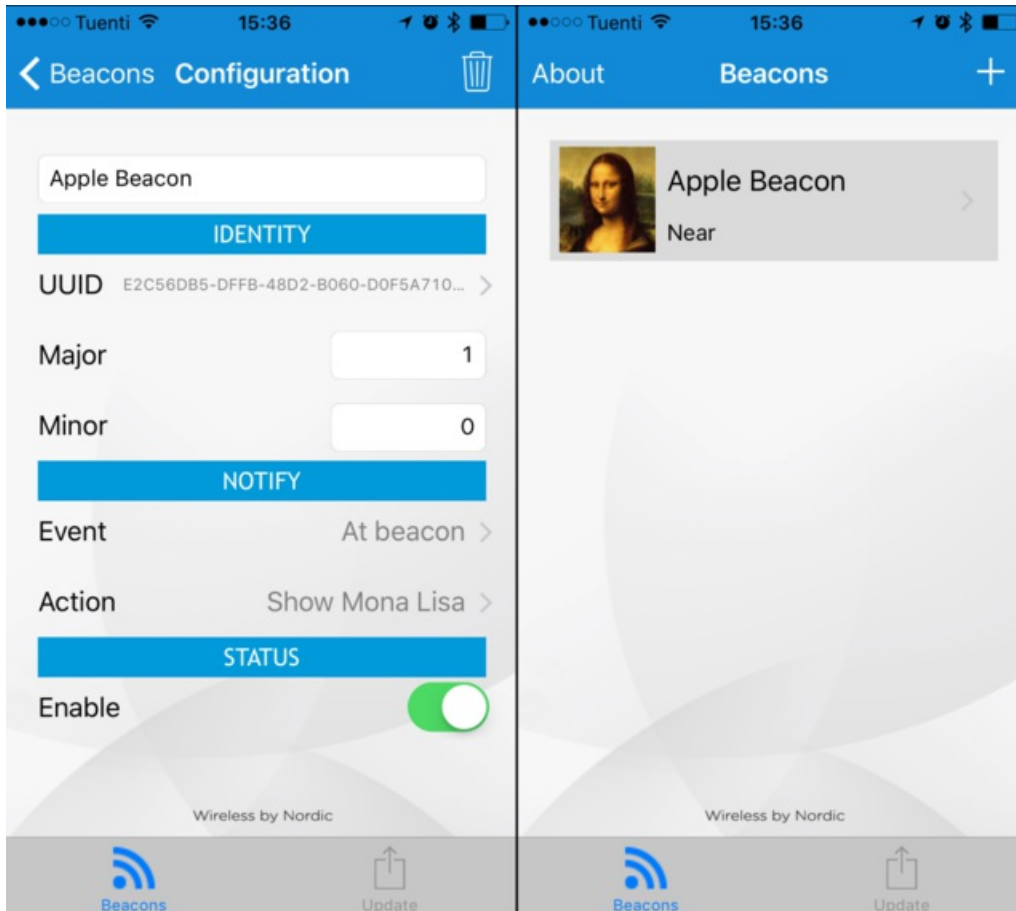 Tuenti 15:36
Beacons Configuration
Apple Beacon
IDENTITY
UUID E2C56DB5-DFFB-48D2-B060-D0F5A710...
Major 1
Minor 0
NOTIFY
Event At beacon
Action Show Mona Lisa
STATUS
Enable
Wireless by Nordic
Beacons Update
Tuenti 15:36
About Beacons +
Apple Beacon
Near
Wireless by Nordic
Beacons Update